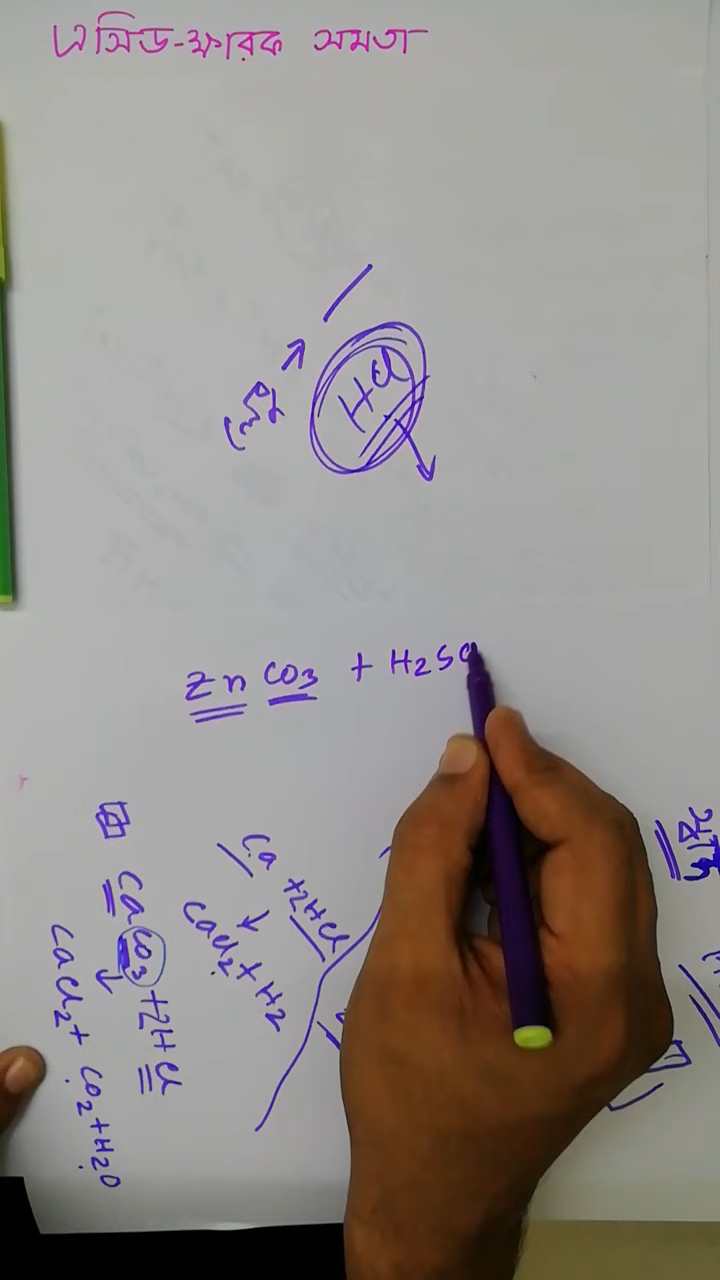 এসিড-ক্ষারক সমতা
HCl
ZnCO3 + H2SO
Ca + 2HCl
↓
CaCl2 + H2
CaCO3 + 2HCl
↓
CaCl2 + CO2 + H2O